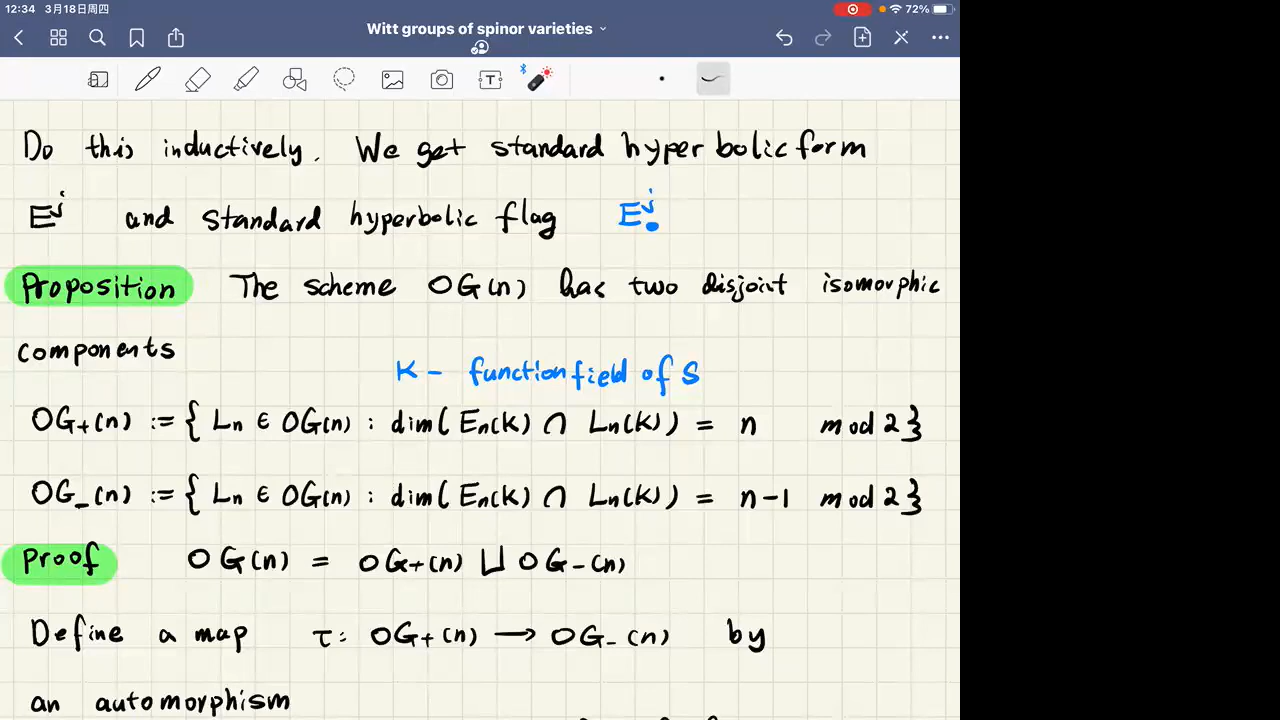 12:34 3月18日周四
72%
Witt groups of spinor varieties
Do this inductively. We get standard hyperbolic form
E^j and standard hyperbolic flag E^j_•
Proposition The scheme OG(n) has two disjoint isomorphic
components
K - function field of S
OG+(n) := { Ln ∈ OG(n) : dim( En(K) ∩ Ln(K) ) = n mod 2 }
OG_(n) := { Ln ∈ OG(n) : dim( En(K) ∩ Ln(K) ) = n-1 mod 2 }
Proof OG(n) = OG+(n) ⊔ OG-(n)
Define a map τ: OG+(n) → OG-(n) by
an automorphism